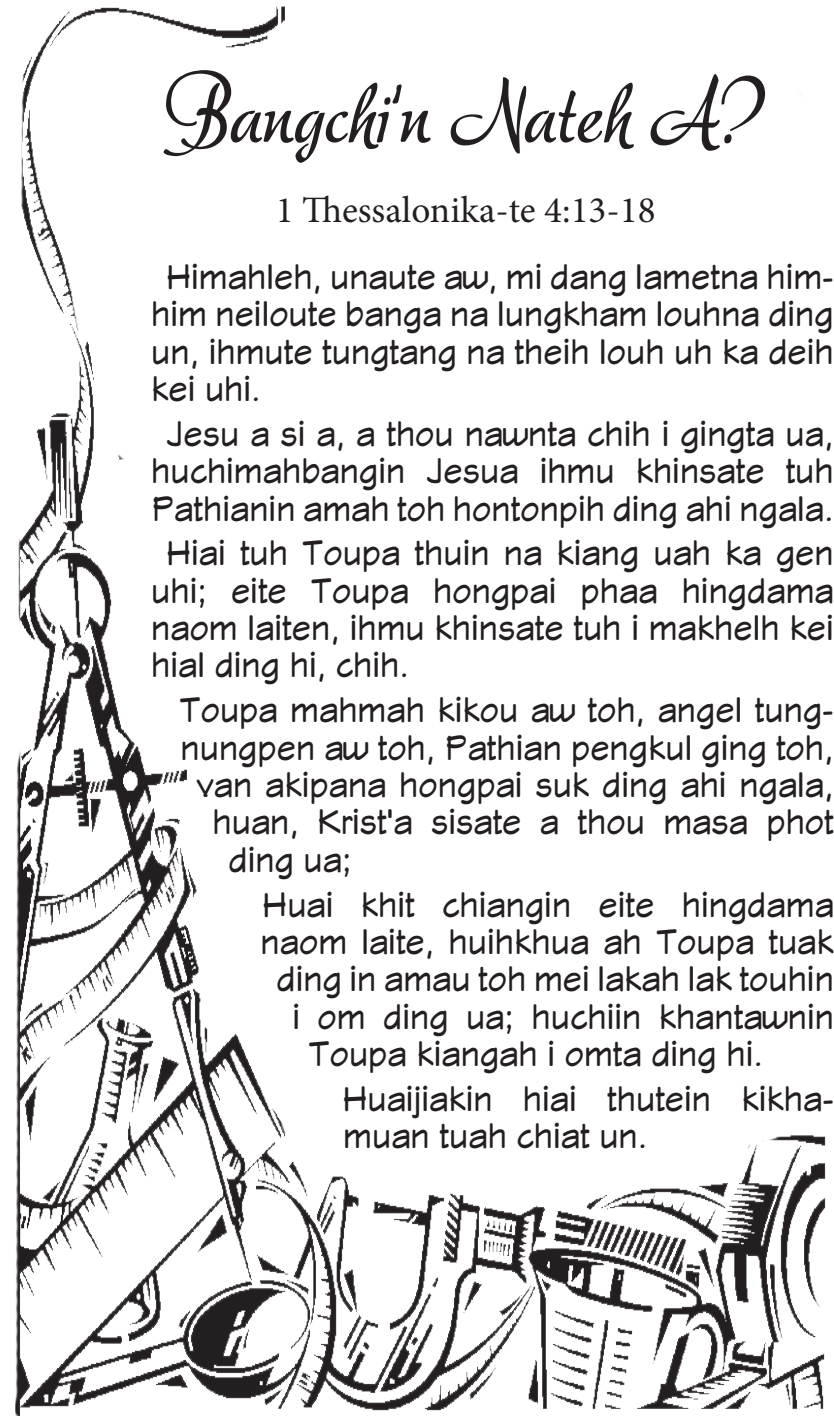 Bangchi'n Nateh A?
1 Thessalonika-te 4:13-18
Himahleh, unaute aw, mi dang lametna him-
him neiloute banga na lungkham louhna ding
un, ihmute tungtang na theih louh uh ka deih
kei uhi.
Jesu a si a, a thou nawnta chih i gingta ua,
huchimahbangin Jesua ihmu khinsate tuh
Pathianin amah toh hontonpih ding ahi ngala.
Hiai tuh Toupa thuin na kiang uah ka gen
uhi; eite Toupa hongpai phaa hingdama
naom laiten, ihmu khinsate tuh i makhelh kei
hial ding hi, chih.
Toupa mahmah kikou aw toh, angel tung-
nungpen aw toh, Pathian pengkul ging toh,
van akipana hongpai suk ding ahi ngala,
huan, Krist'a sisate a thou masa phot
ding ua;
Huai khit chiangin eite hingdama
naom laite, huihkhua ah Toupa tuak
ding in amau toh mei lakah lak touhin
i om ding ua; huchiin khantawnin
Toupa kiangah i omta ding hi.
Huaijiakin hiai thutein kikha-
muan tuah chiat un.